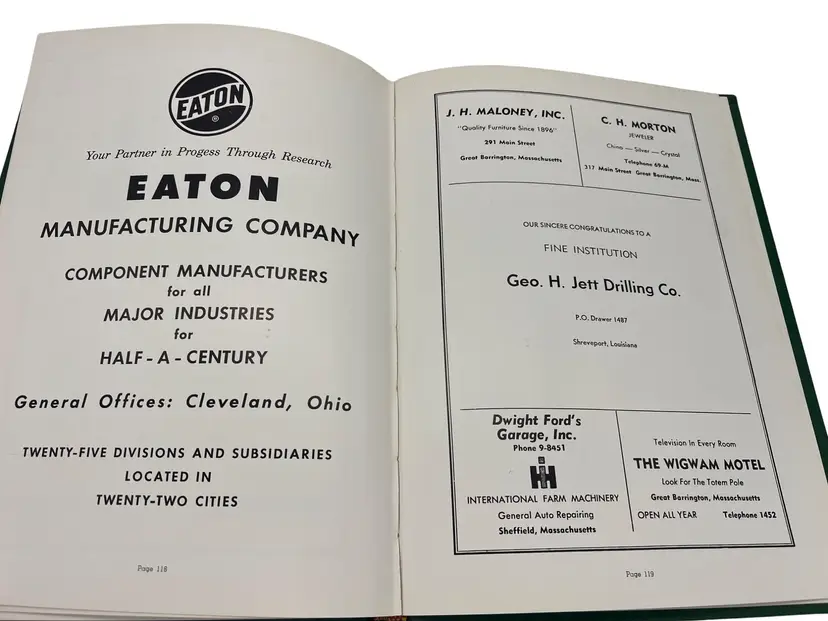 EATON
®
Your Partner in Progess Through Research
EATON
MANUFACTURING COMPANY
COMPONENT MANUFACTURERS
for all
MAJOR INDUSTRIES
for
HALF-A-CENTURY
General Offices: Cleveland, Ohio
TWENTY-FIVE DIVISIONS AND SUBSIDIARIES
LOCATED IN
TWENTY-TWO CITIES
Page 118
J. H. MALONEY, INC.
"Quality Furniture Since 1896"
291 Main Street
Great Barrington, Massachusetts
C. H. MORTON
JEWELER
China — Silver — Crystal
Telephone 69-M
317 Main Street Great Barrington, Mass.
OUR SINCERE CONGRATULATIONS TO A
FINE INSTITUTION
Geo. H. Jett Drilling Co.
P.O. Drawer 1487
Shreveport, Louisiana
Dwight Ford's
Garage, Inc.
Phone 9-8451
INTERNATIONAL FARM MACHINERY
General Auto Repairing
Sheffield, Massachusetts
Television In Every Room
THE WIGWAM MOTEL
Look For The Totem Pole
Great Barrington, Massachusetts
OPEN ALL YEAR Telephone 1452
Page 119